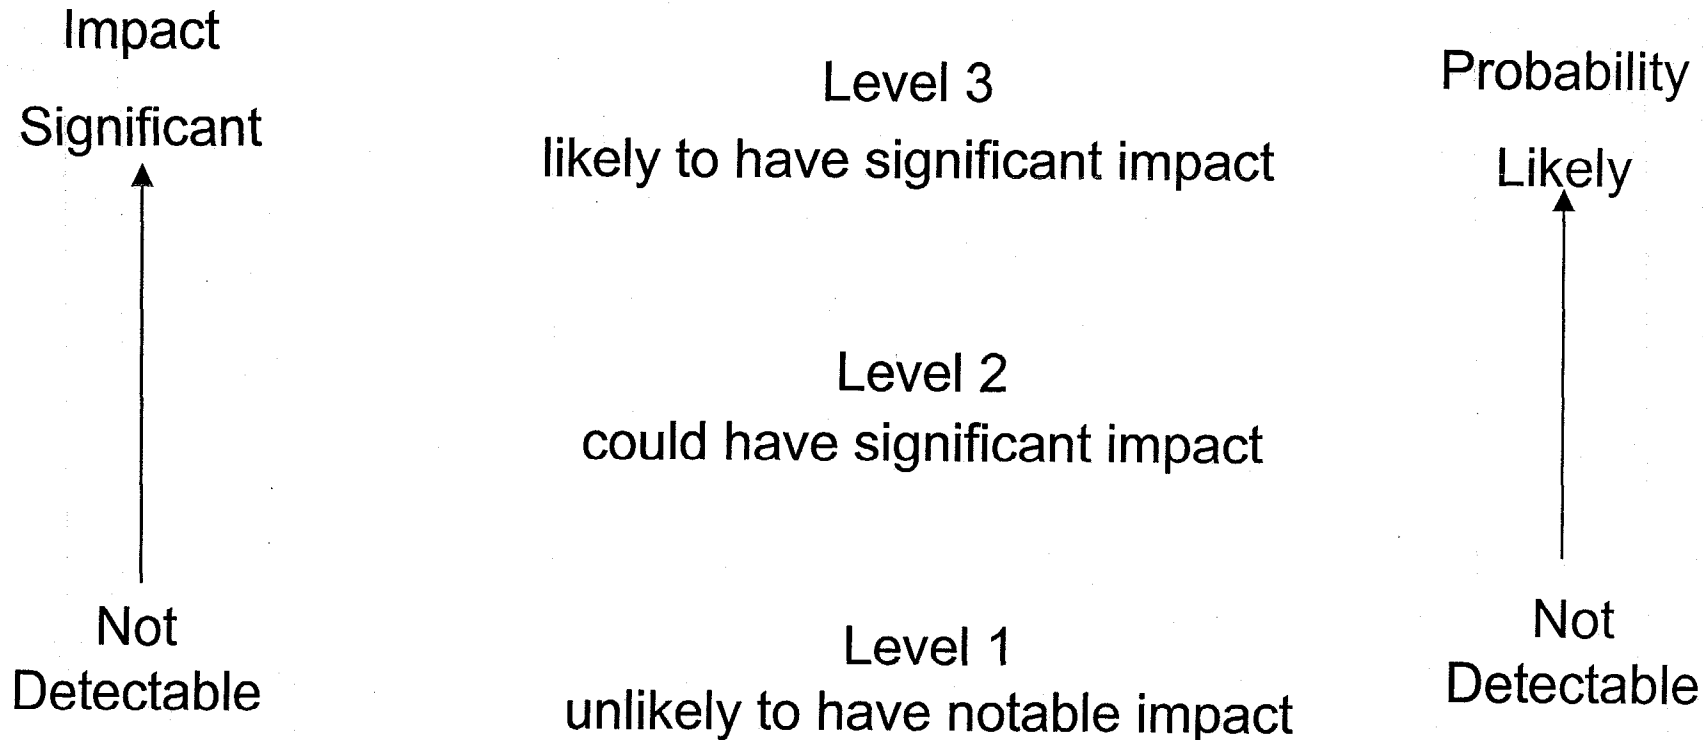 Impact
Significant
Not
Detectable
Level 3
likely to have significant impact
Level 2
could have significant impact
Level 1
unlikely to have notable impact
Probability
Likely
Not
Detectable